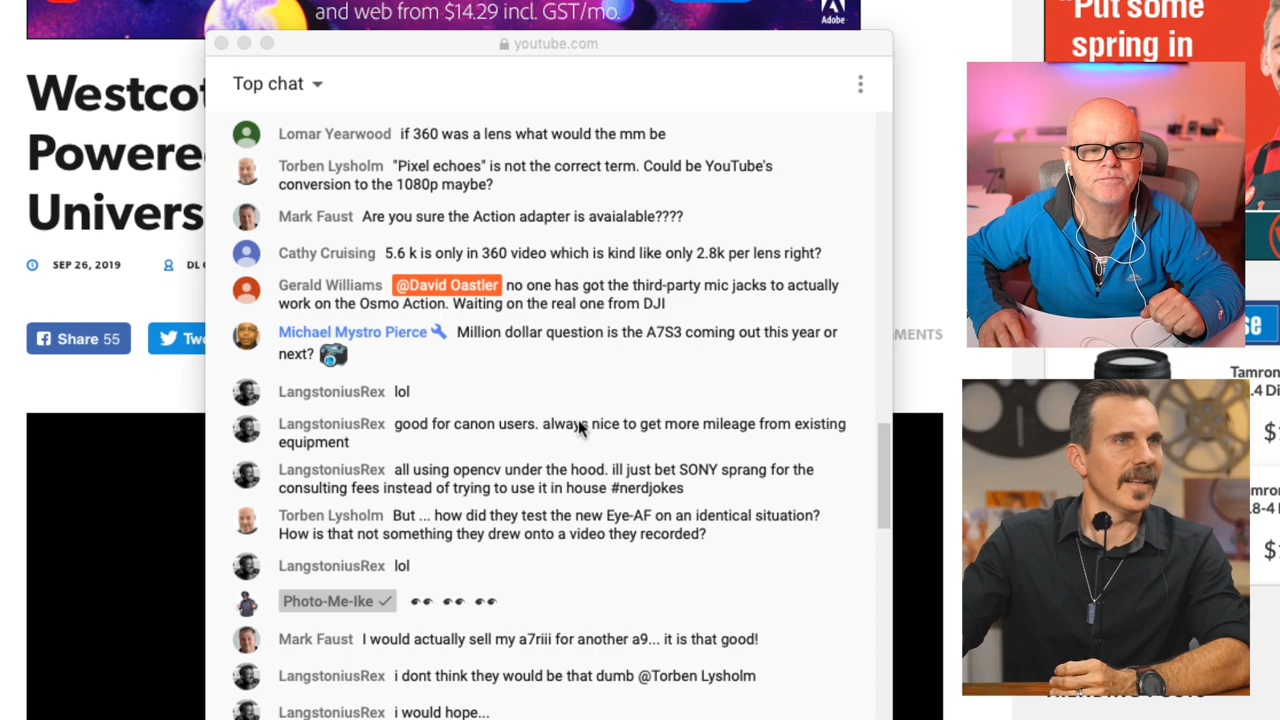 and web from $14.29 incl. GST/mo.
Adobe
"Put some
spring in
youtube.com
Westcot
Powere
Univers
SEP 26, 2019
DL
Share 55
Top chat
Lomar Yearwood if 360 was a lens what would the mm be
Torben Lysholm "Pixel echoes" is not the correct term. Could be YouTube's
conversion to the 1080p maybe?
Mark Faust Are you sure the Action adapter is avaialable????
Cathy Cruising 5.6 k is only in 360 video which is kind like only 2.8k per lens right?
Gerald Williams @David Oastler no one has got the third-party mic jacks to actually
work on the Osmo Action. Waiting on the real one from DJI
Michael Mystro Pierce Million dollar question is the A7S3 coming out this year or
next?
LangstoniusRex lol
LangstoniusRex good for canon users. always nice to get more mileage from existing
equipment
LangstoniusRex all using opencv under the hood. ill just bet SONY sprang for the
consulting fees instead of trying to use it in house #nerdjokes
Torben Lysholm But ... how did they test the new Eye-AF on an identical situation?
How is that not something they drew onto a video they recorded?
LangstoniusRex lol
Photo-Me-Ike
Mark Faust I would actually sell my a7riii for another a9... it is that good!
LangstoniusRex i dont think they would be that dumb @Torben Lysholm
LangstoniusRex i would hope...
Twe
MENTS
se
Tamron
.4 Di
$
mron
.8-4
$